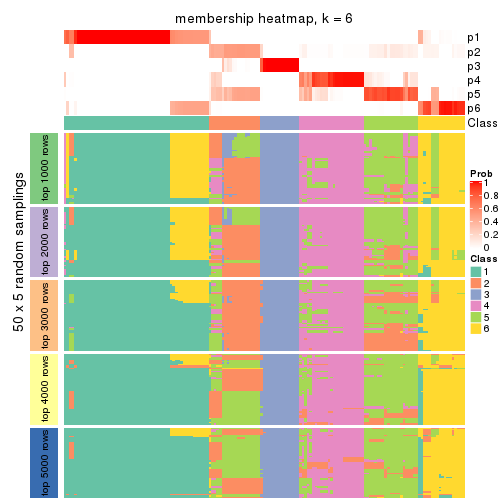 membership heatmap, k = 6
p1
p2
p3
p4
p5
p6
Class
50 x 5 random samplings
top 1000 rows
top 2000 rows
top 3000 rows
top 4000 rows
top 5000 rows
Prob
1
0.8
0.6
0.4
0.2
0
Class
1
2
3
4
5
6